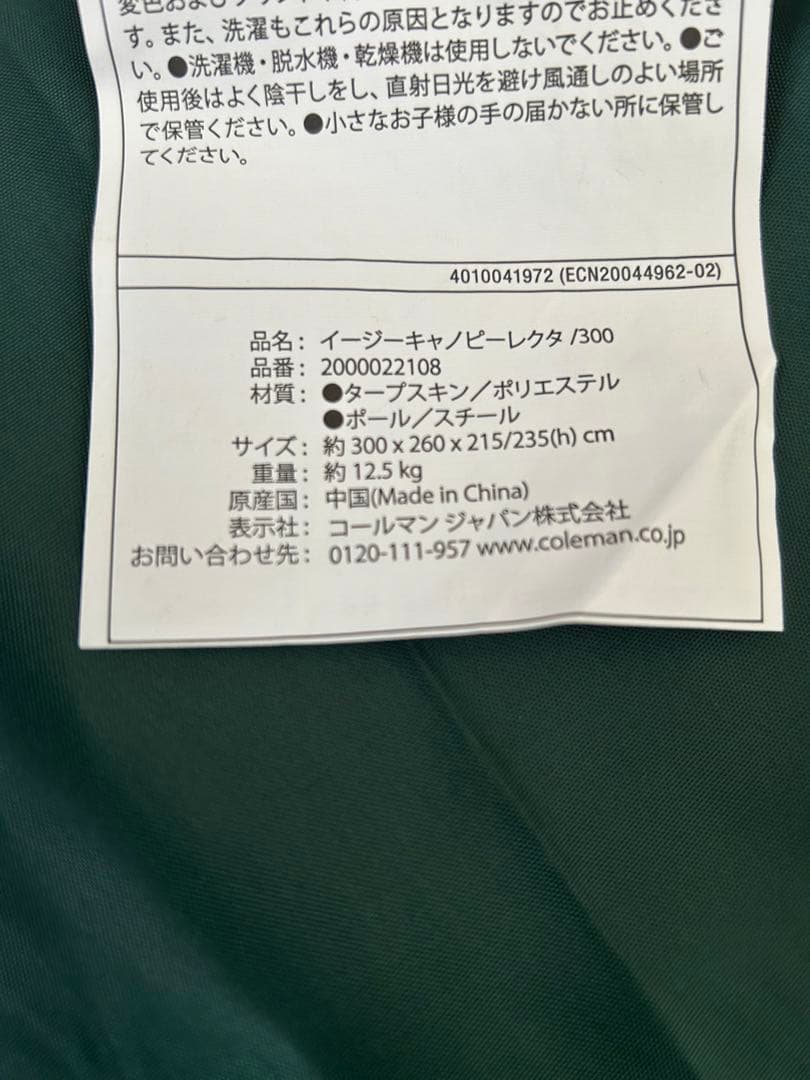 す。また、洗濯もこれらの原因となりますのでお止めくださ
い。●洗濯機・脱水機・乾燥機は使用しないでください。●ご
使用後はよく陰干しをし、直射日光を避け風通しのよい場所
で保管ください。●小さなお子様の手の届かない所に保管し
てください。
4010041972 (ECN20044962-02)
品名： イージーキャノピーレクタ /300
品番： 2000022108
材質： ●タープスキン／ポリエステル
●ポール／スチール
サイズ： 約 300 x 260 x 215/235(h) cm
重量： 約 12.5 kg
原産国： 中国(Made in China)
表示社： コールマン ジャパン株式会社
お問い合わせ先： 0120-111-957 www.coleman.co.jp